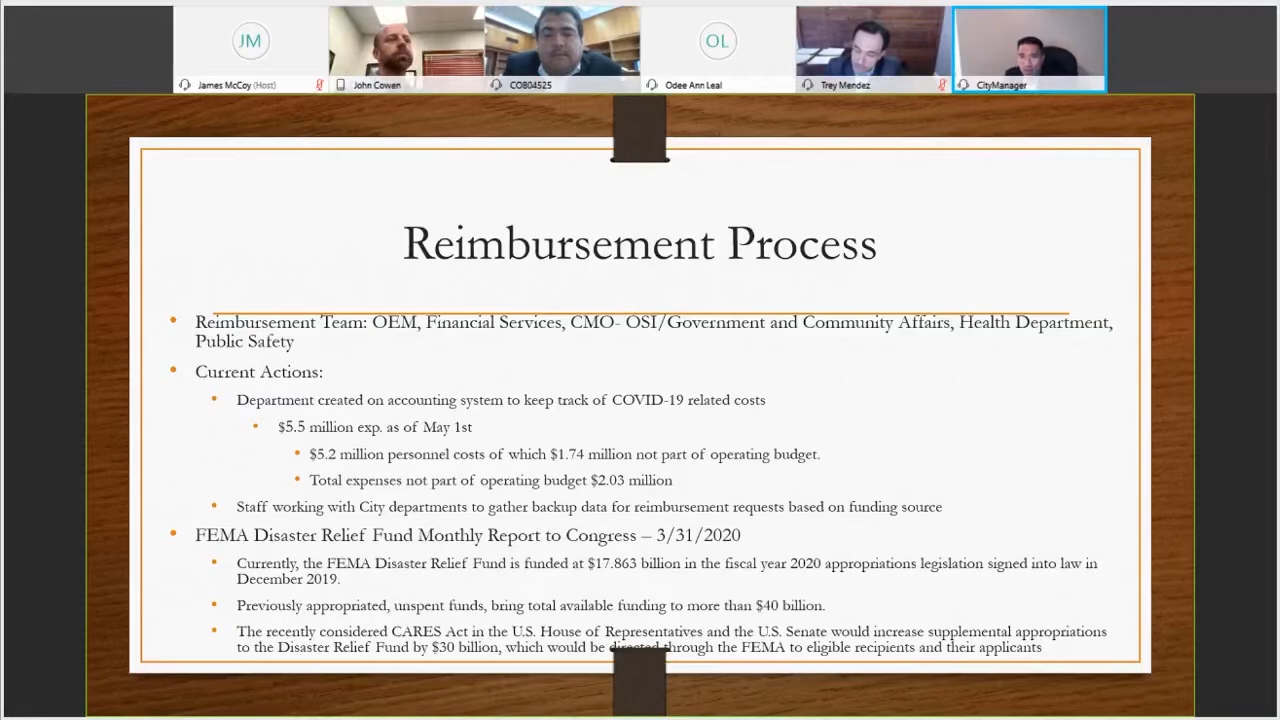 JM
OL
James McCoy (Host)
John Cowen
COB04525
Odee Ann Leal
Trey Mendez
CityManager
Reimbursement Process
• Reimbursement Team: OEM, Financial Services, CMO- OSI/Government and Community Affairs, Health Department,
Public Safety
• Current Actions:
• Department created on accounting system to keep track of COVID-19 related costs
• $5.5 million exp. as of May 1st
• $5.2 million personnel costs of which $1.74 million not part of operating budget.
• Total expenses not part of operating budget $2.03 million
• Staff working with City departments to gather backup data for reimbursement requests based on funding source
• FEMA Disaster Relief Fund Monthly Report to Congress – 3/31/2020
• Currently, the FEMA Disaster Relief Fund is funded at $17.863 billion in the fiscal year 2020 appropriations legislation signed into law in
December 2019.
• Previously appropriated, unspent funds, bring total available funding to more than $40 billion.
• The recently considered CARES Act in the U.S. House of Representatives and the U.S. Senate would increase supplemental appropriations
to the Disaster Relief Fund by $30 billion, which would be directed through the FEMA to eligible recipients and their applicants